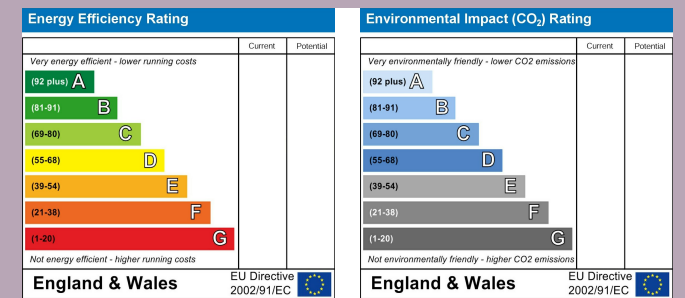 Energy Efficiency Rating
Current Potential
Very energy efficient - lower running costs
(92 plus) A
(81-91) B
(69-80) C
(55-68) D
(39-54) E
(21-38) F
(1-20) G
Not energy efficient - higher running costs
England & Wales
EU Directive
2002/91/EC
Environmental Impact (CO₂) Rating
Current Potential
Very environmentally friendly - lower CO2 emissions
(92 plus) A
(81-91) B
(69-80) C
(55-68) D
(39-54) E
(21-38) F
(1-20) G
Not environmentally friendly - higher CO2 emissions
England & Wales
EU Directive
2002/91/EC